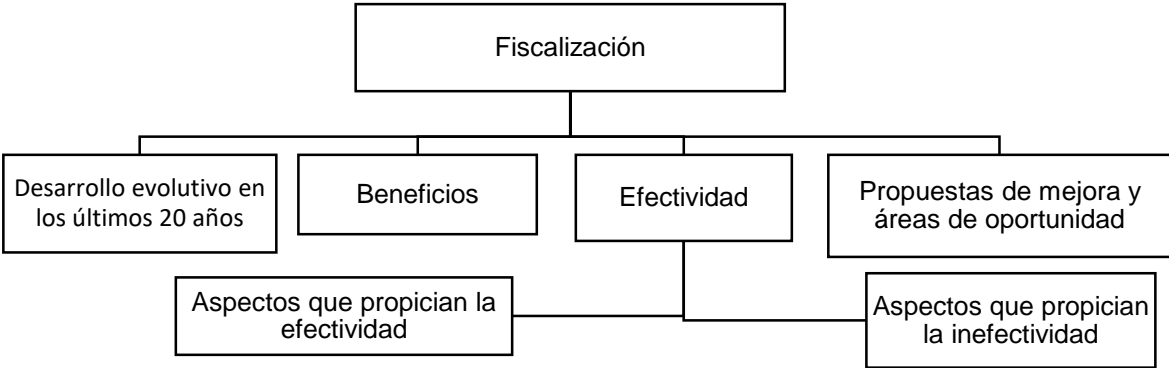 Fiscalización
Desarrollo evolutivo en
los últimos 20 años
Beneficios
Efectividad
Propuestas de mejora y
áreas de oportunidad
Aspectos que propician la
efectividad
Aspectos que propician
la inefectividad